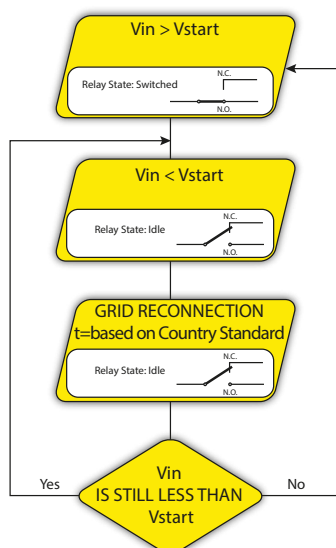 Vin > Vstart
N.C.
Relay State: Switched
N.O.
Vin < Vstart
N.C.
Relay State: Idle
N.O.
GRID RECONNECTION
t=based on Country Standard
N.C.
Relay State: Idle
N.O.
Yes
Vin
IS STILL LESS THAN
Vstart
No